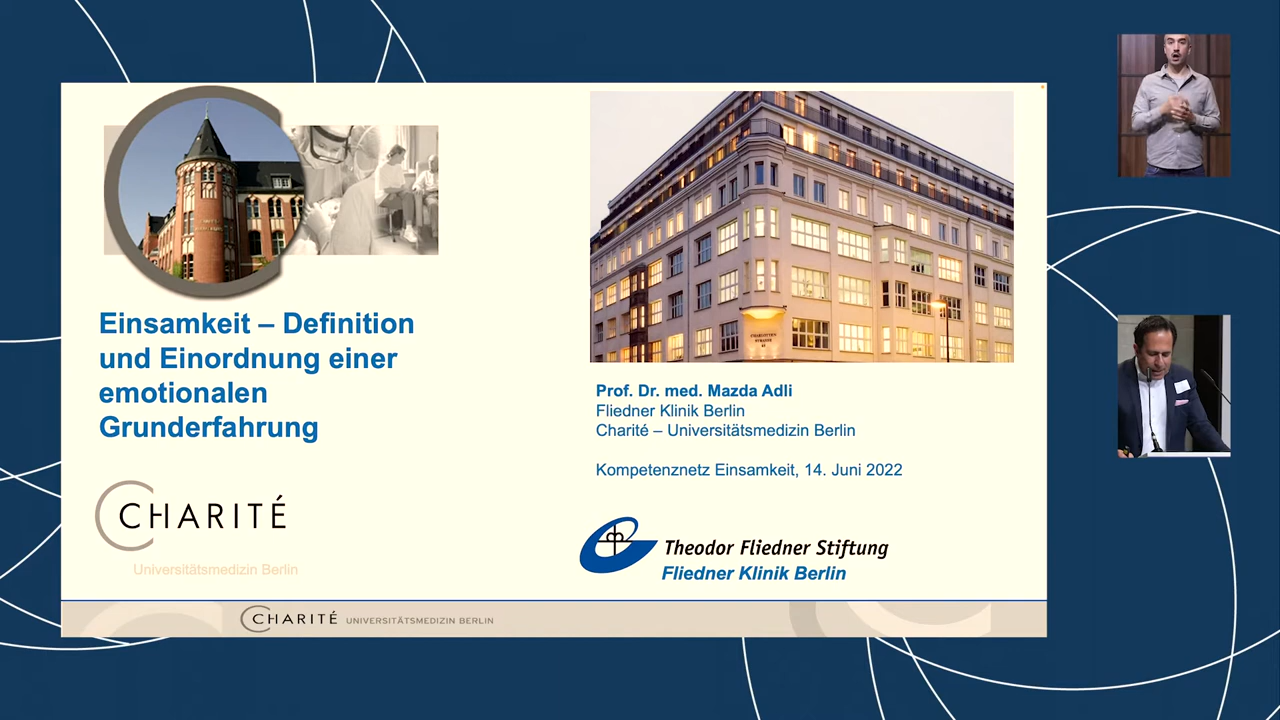 Einsamkeit – Definition
und Einordnung einer
emotionalen
Grunderfahrung
CHARITÉ
Universitätsmedizin Berlin
CHARLOTTEN
Prof. Dr. med. Mazda Adli
Fliedner Klinik Berlin
Charité – Universitätsmedizin Berlin
Kompetenznetz Einsamkeit, 14. Juni 2022
Theodor Fliedner Stiftung
Fliedner Klinik Berlin
CHARITÉ UNIVERSITÄTSMEDIZIN BERLIN